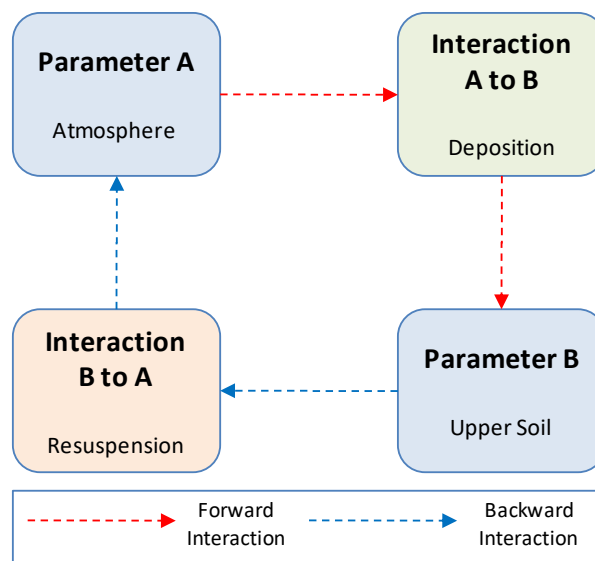 Parameter A
Atmosphere
Interaction
A to B
Deposition
Interaction
B to A
Resuspension
Parameter B
Upper Soil
Forward
Interaction
Backward
Interaction